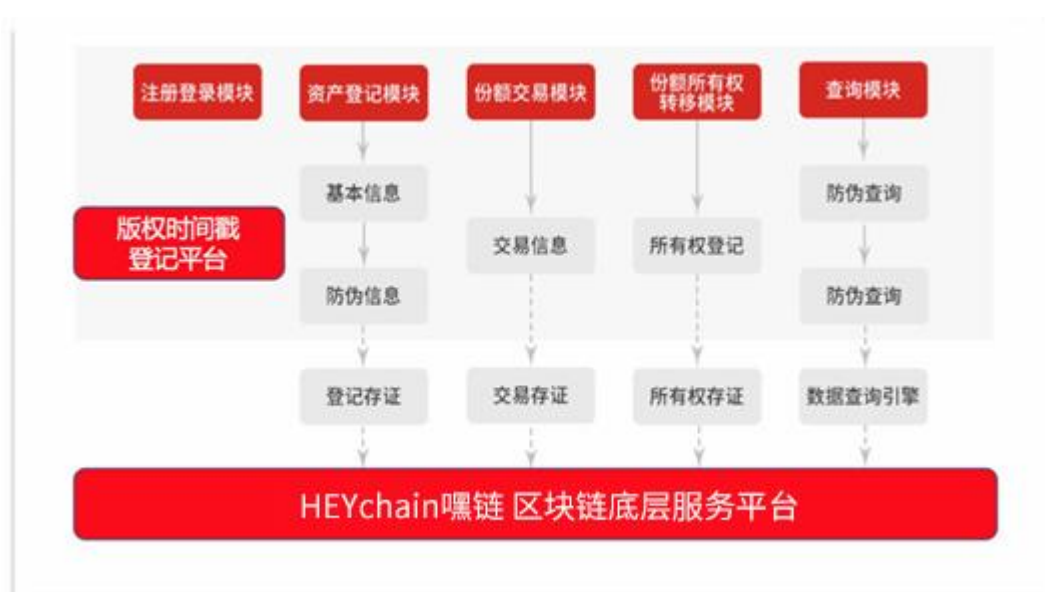 注册登录模块
资产登记模块
份额交易模块
份额所有权
转移模块
查询模块
基本信息
防伪查询
版权时间戳
登记平台
交易信息
所有权登记
防伪信息
防伪查询
登记存证
交易存证
所有权存证
数据查询引擎
HEYchain嘿链 区块链底层服务平台